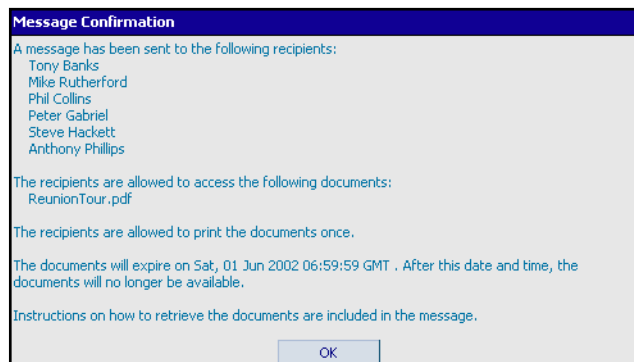 Message Confirmation
A message has been sent to the following recipients:
Tony Banks
Mike Rutherford
Phil Collins
Peter Gabriel
Steve Hackett
Anthony Phillips
The recipients are allowed to access the following documents:
ReunionTour.pdf
The recipients are allowed to print the documents once.
The documents will expire on Sat, 01 Jun 2002 06:59:59 GMT . After this date and time, the
documents will no longer be available.
Instructions on how to retrieve the documents are included in the message.
OK